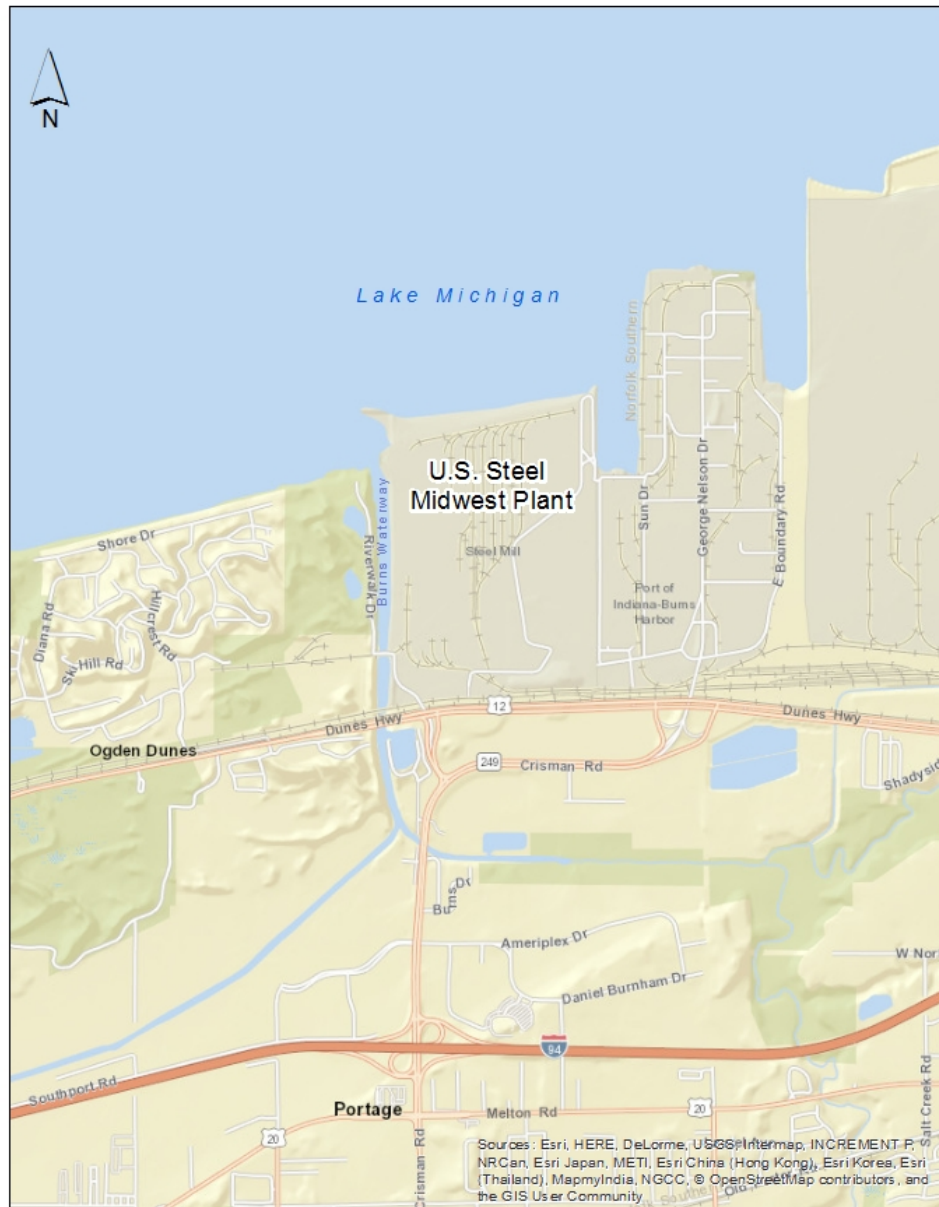 N
Lake Michigan
Norfolk Southern
U.S. Steel
Midwest Plant
Burns Waterway
Riverwalk Dr
Steel Mill
Sun Dr
George Nelson Dr
E Boundary Rd
Port of
Indiana-Burns
Harbor
Shore Dr
Diana Rd
Hillcrest Rd
Ski Hill Rd
12
Dunes Hwy
Dunes Hwy
Ogden Dunes
249
Crisman Rd
Shadysid
Burns Dr
Ameriplex Dr
W Nor
Daniel Burnham Dr
94
Southport Rd
Portage
Melton Rd
20
20
Salt Creek Rd
Crisman Rd
Sources: Esri, HERE, DeLorme, USGS, Intermap, INCREMENT P,
NRCan, Esri Japan, METI, Esri China (Hong Kong), Esri Korea, Esri
(Thailand), MapmyIndia, NGCC, © OpenStreetMap contributors, and
the GIS User Community